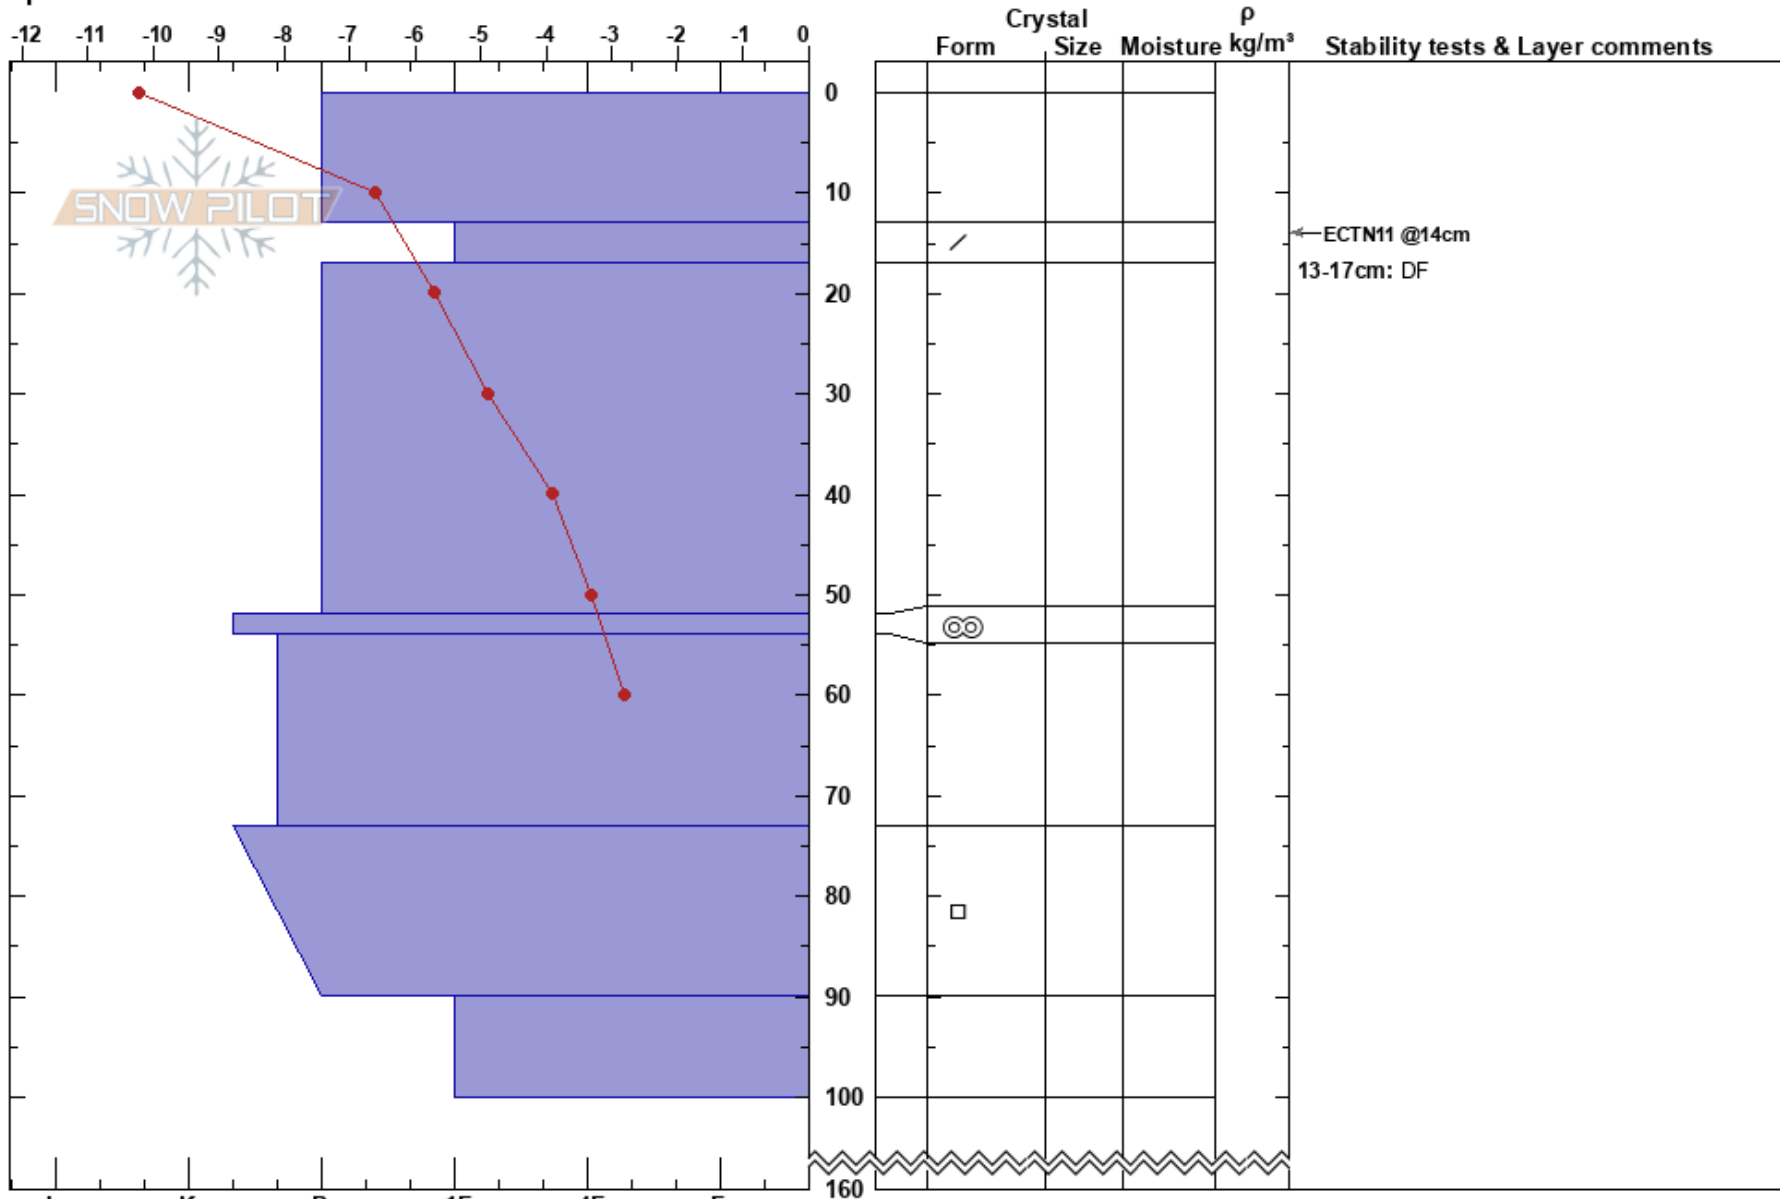 Crystal
ρ
Form Size Moisture kg/m³ Stability tests & Layer comments
-12 -11 -10 -9 -8 -7 -6 -5 -4 -3 -2 -1 0
0
SNOW PILOT
10
ECTN11 @14cm
13-17cm: DF
20
30
40
50
60
70
80
90
100
160